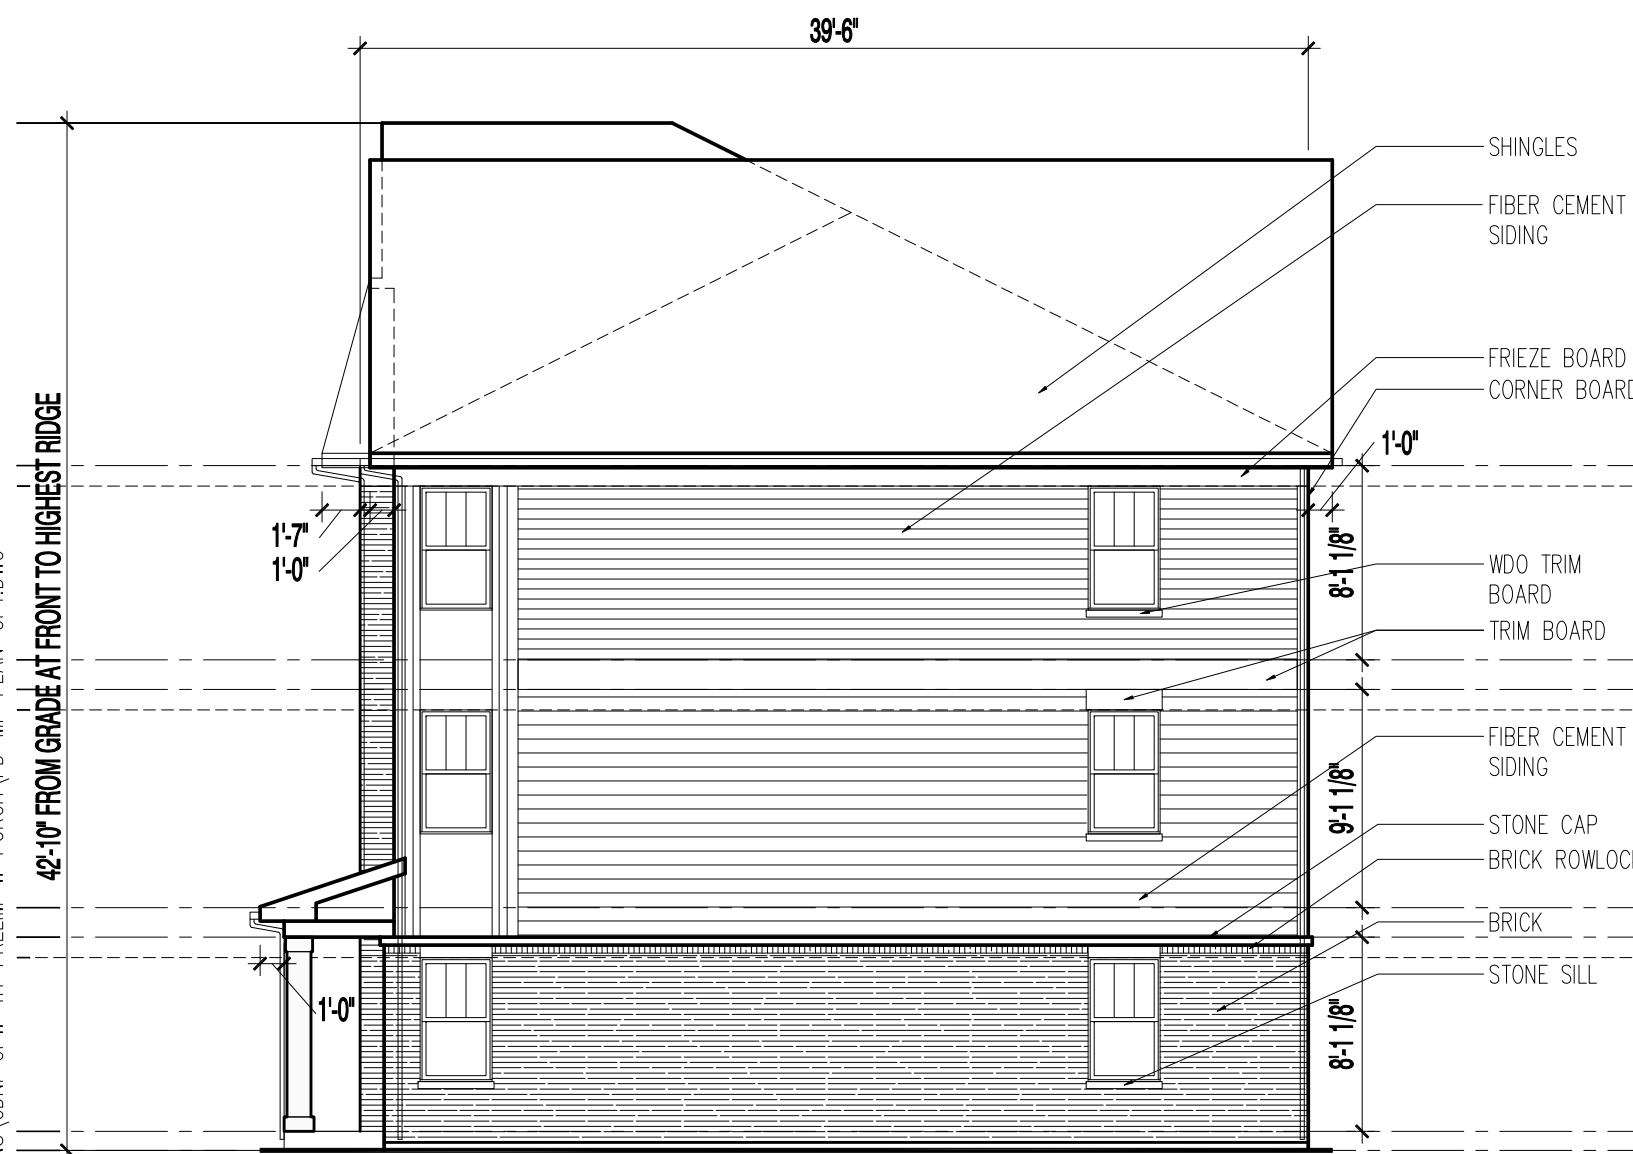 39'-6"
SHINGLES
FIBER CEMENT
SIDING
FRIEZE BOARD
CORNER BOARD
1'-0"
42'-10" FROM GRADE AT FRONT TO HIGHEST RIDGE
1'-7"
1'-0"
8'-1 1/8"
WDO TRIM
BOARD
TRIM BOARD
FIBER CEMENT
SIDING
9'-1 1/8"
STONE CAP
BRICK ROWLOCK
BRICK
STONE SILL
1'-0"
8'-1 1/8"